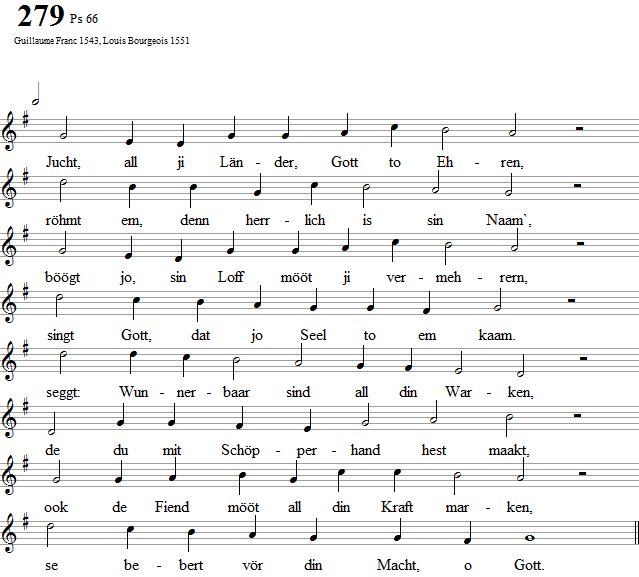 279 Ps 66
Guillaume Franc 1543, Louis Bourgeois 1551
Jucht, all ji Län - der, Gott to Eh - ren,
röhmt em, denn herr - lich is sin Naam`,
böögt jo, sin Loff mööt ji ver - meh - rern,
singt Gott, dat jo Seel to em kaam.
seggt: Wun - ner - baar sind all din War - ken,
de du mit Schöp - per - hand hest maakt,
ook de Fiend mööt all din Kraft mar - ken,
se be - bert vör din Macht, o Gott.